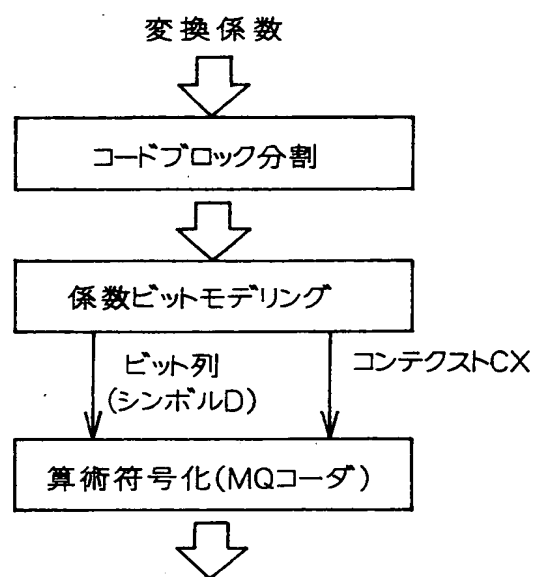 変換係数
コードブロック分割
係数ビットモデリング
ビット列
(シンボルD)
コンテクストCX
算術符号化(MQコーダ)